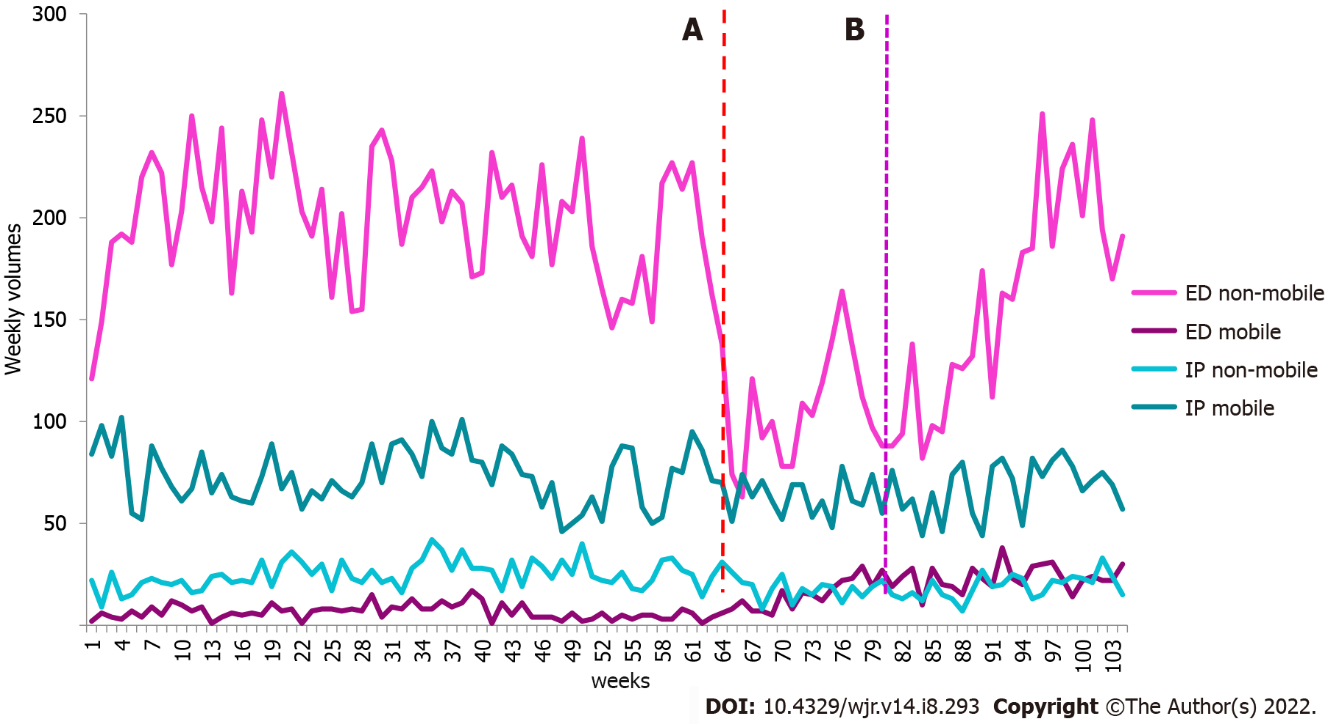 300
250
200
150
100
50
Weekly volumes
A
B
ED non-mobile
ED mobile
IP non-mobile
IP mobile
1 4 7 10 13 16 19 22 25 28 31 34 37 40 43 46 49 52 55 58 61 64 67 70 73 76 79 82 85 88 91 94 97 100 103
weeks
DOI: 10.4329/wjr.v14.i8.293 Copyright ©The Author(s) 2022.